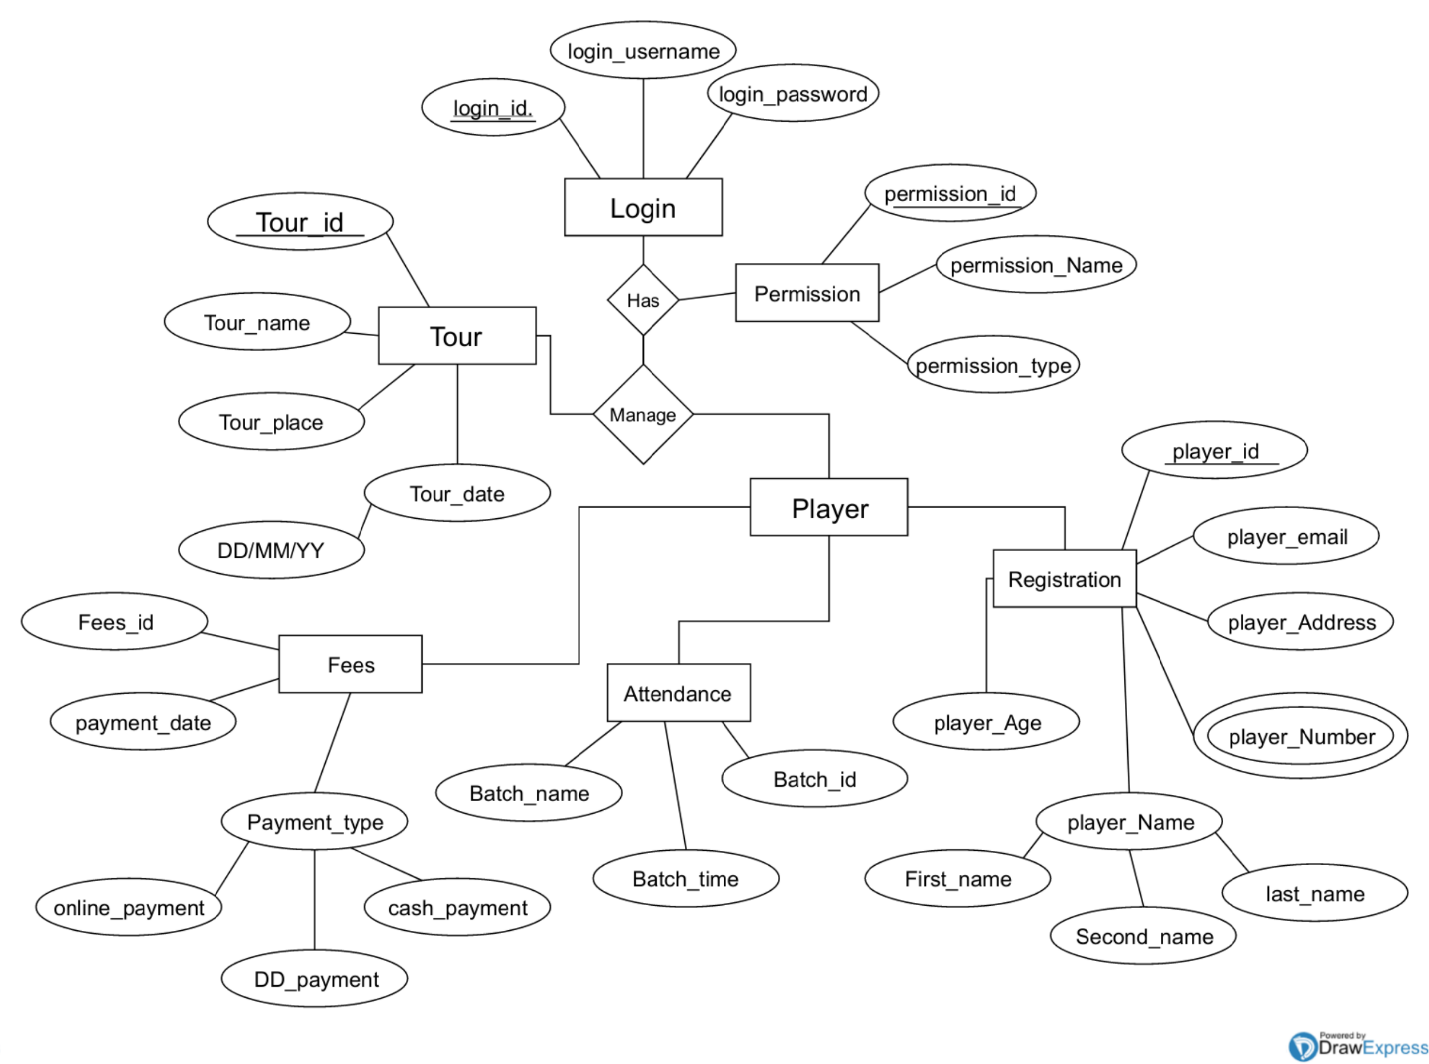 login_username
login_password
login_id.
Login
permission_id
Tour_id
permission_Name
Permission
Has
Tour_name
Tour
permission_type
Manage
Tour_place
player_id
Tour_date
Player
player_email
DD/MM/YY
Registration
Fees_id
player_Address
Fees
Attendance
payment_date
player_Age
player_Number
Batch_id
Batch_name
Payment_type
player_Name
Batch_time
First_name
last_name
online_payment
cash_payment
Second_name
DD_payment
Powered by
DrawExpress